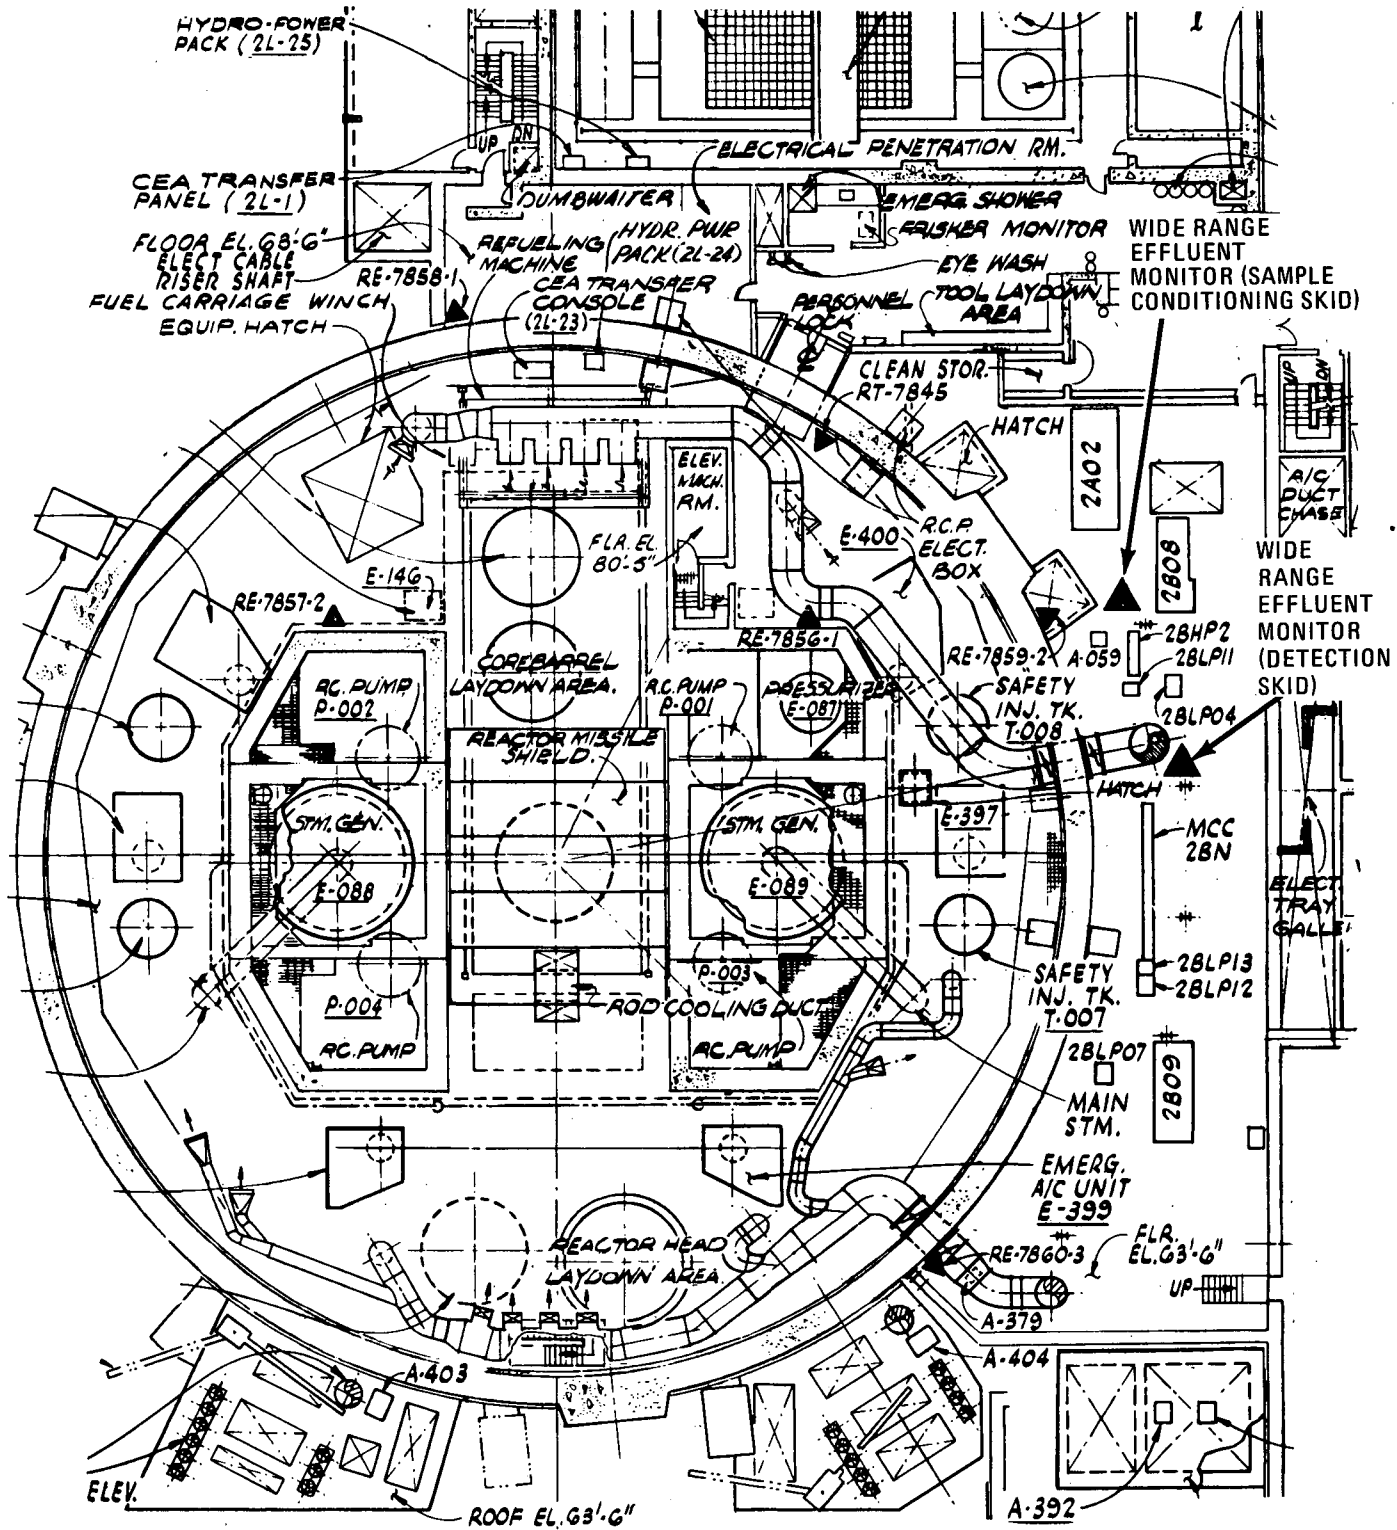 HYDRO-POWER
PACK (2L-25)
UP
DN
ELECTRICAL PENETRATION RM.
CEA TRANSFER
PANEL (2L-1)
DUMBWAITER
EMERG. SHOWER
FRISKER MONITOR
FLOOR EL. 68'-6"
ELECT CABLE
RISER SHAFT
REFUELING
MACHINE
HYDR. PWR
PACK (2L-24)
EYE WASH
WIDE RANGE
EFFLUENT
MONITOR (SAMPLE
CONDITIONING SKID)
RE-7858-1
CEA TRANSFER
CONSOLE
(2L-23)
PERSONNEL
LOCK
TOOL LAYDOWN
AREA
FUEL CARRIAGE WINCH
EQUIP. HATCH
CLEAN STOR.
RT-7845
UP
DN
HATCH
2A02
ELEV.
MACH.
RM.
A/C
DUCT
CHASE
FLR. EL.
80-5"
E-400
R.C.P.
ELECT.
BOX
2B08
WIDE
RANGE
EFFLUENT
MONITOR
(DETECTION
SKID)
E-146
RE-7857-2
RE-7856-1
RE-7859-2
A-059
2BHP2
2BLP11
2BLP04
COREBARREL
LAYDOWN AREA.
R.C. PUMP
P-002
R.C. PUMP
P-001
PRESSURIZER
E-087
SAFETY
INJ. TK.
T-008
REACTOR MISSILE
SHIELD.
HATCH
STM. GEN.
E-088
STM. GEN.
E-089
E-397
MCC
2BN
ELECT.
TRAY
GALLE
P-004
R.C. PUMP
P-003
ROD COOLING DUCT
R.C. PUMP
SAFETY
INJ. TK.
T-007
2BLP13
2BLP12
2BLP07
2B09
MAIN
STM.
EMERG.
A/C UNIT
E-399
REACTOR HEAD
LAYDOWN AREA
RE-7860-3
FLR.
EL. 63'-6"
UP
A-379
A-403
A-404
ELEV.
ROOF EL. 63'-6"
A-392